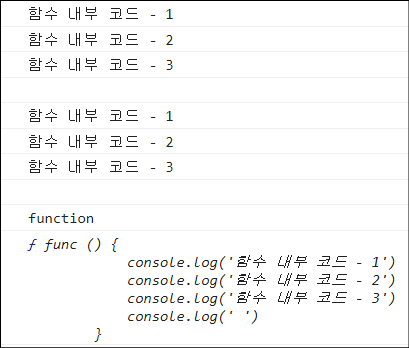 함수 내부 코드 - 1
함수 내부 코드 - 2
함수 내부 코드 - 3
함수 내부 코드 - 1
함수 내부 코드 - 2
함수 내부 코드 - 3
function
ƒ func () {
console.log('함수 내부 코드 - 1')
console.log('함수 내부 코드 - 2')
console.log('함수 내부 코드 - 3')
console.log(' ')
}